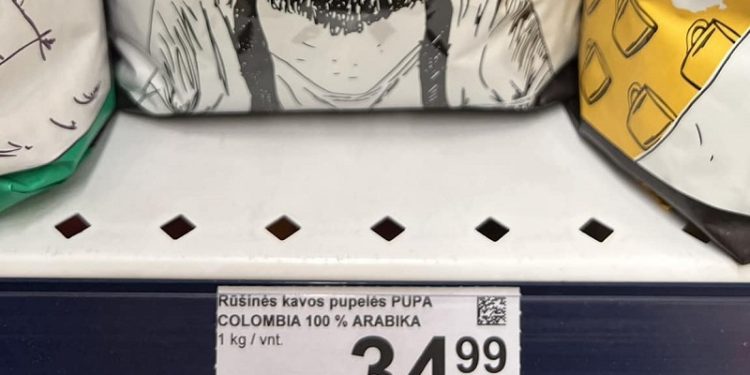 Rūšinės kavos pupelės PUPA
COLOMBIA 100 % ARABIKA
1 kg / vnt.
34 99